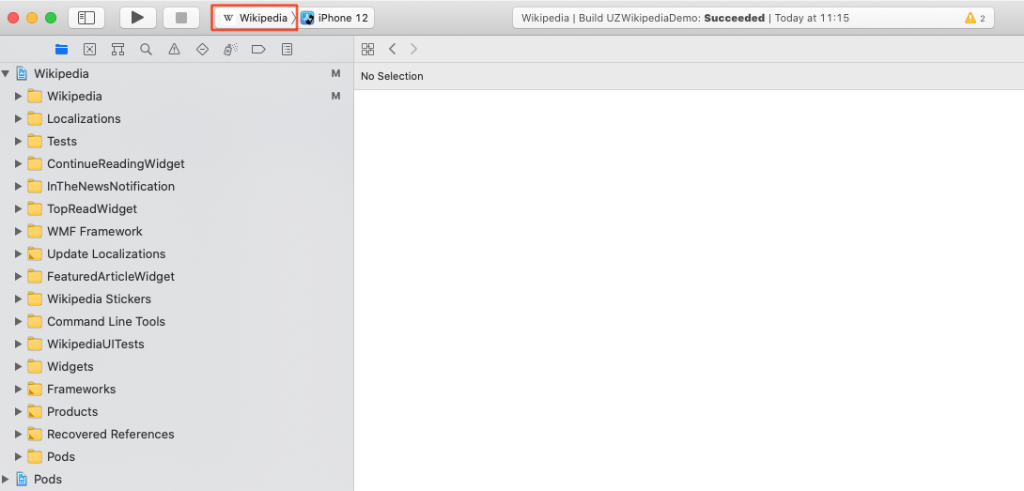 W Wikipedia iPhone 12 Wikipedia | Build UZWikipediaDemo: Succeeded | Today at 11:15 2
Wikipedia M
No Selection
Wikipedia M
Localizations
Tests
ContinueReadingWidget
InTheNewsNotification
TopReadWidget
WMF Framework
Update Localizations
FeaturedArticleWidget
Wikipedia Stickers
Command Line Tools
WikipediaUITests
Widgets
Frameworks
Products
Recovered References
Pods
Pods